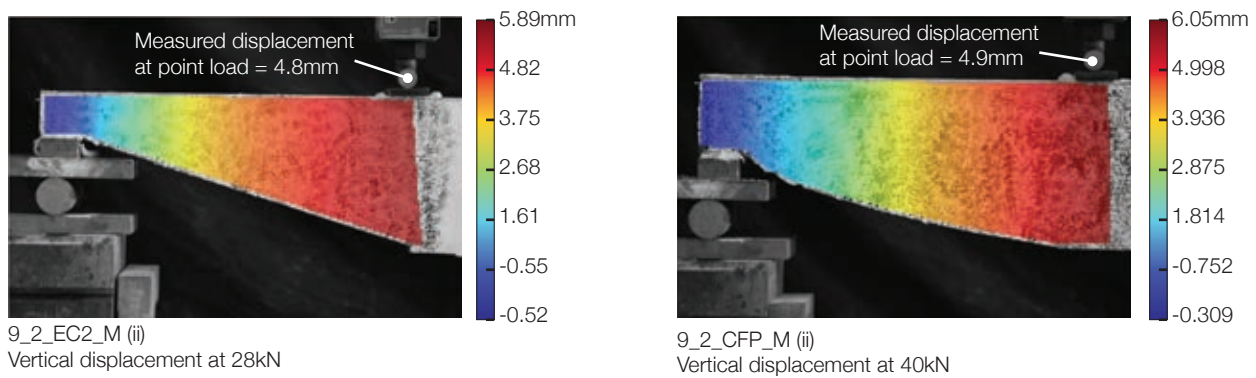 Measured displacement
at point load = 4.8mm
5.89mm
4.82
3.75
2.68
1.61
-0.55
-0.52
9_2_EC2_M (ii)
Vertical displacement at 28kN
Measured displacement
at point load = 4.9mm
6.05mm
4.998
3.936
2.875
1.814
-0.752
-0.309
9_2_CFP_M (ii)
Vertical displacement at 40kN